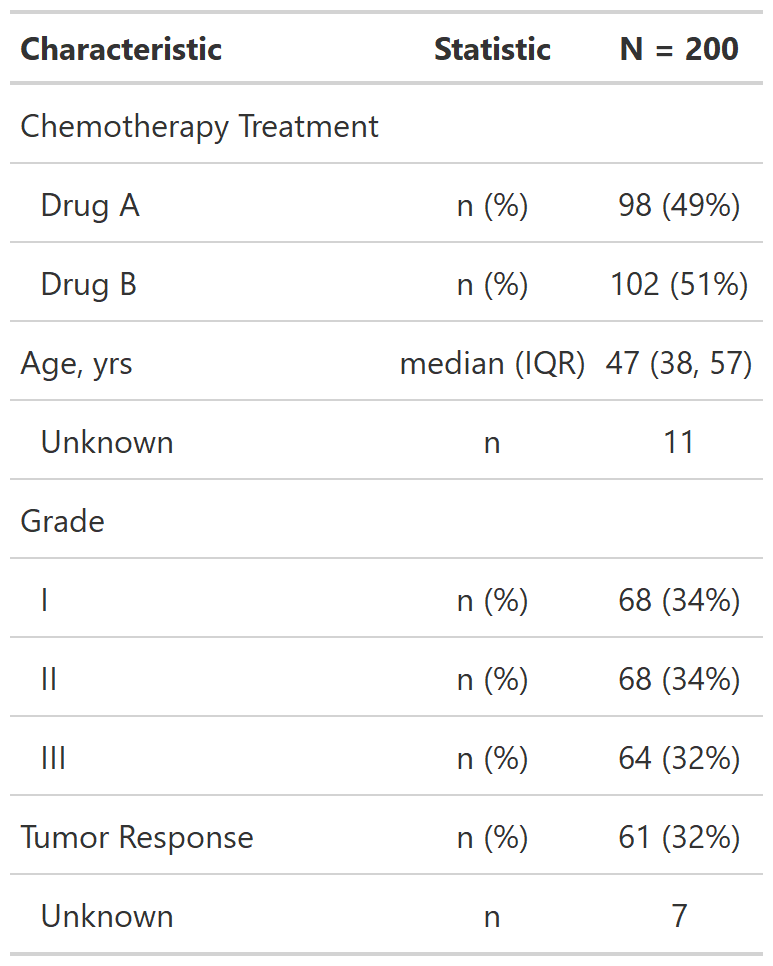 Characteristic Statistic N = 200
Chemotherapy Treatment
Drug A n (%) 98 (49%)
Drug B n (%) 102 (51%)
Age, yrs median (IQR) 47 (38, 57)
Unknown n 11
Grade
I n (%) 68 (34%)
II n (%) 68 (34%)
III n (%) 64 (32%)
Tumor Response n (%) 61 (32%)
Unknown n 7